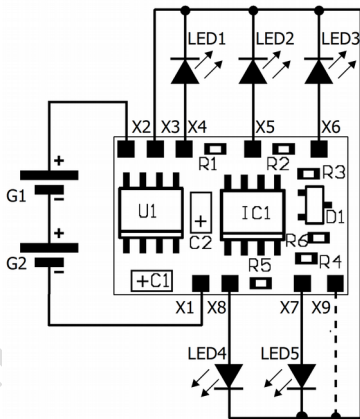 LED1 LED2 LED3
X2 X3 X4 X5 X6
R1 R2
R3
+
G1
U1 IC1
D1
+
C2
R6
+
G2
R4
R5
+C1
X1 X8 X7 X9
LED4 LED5